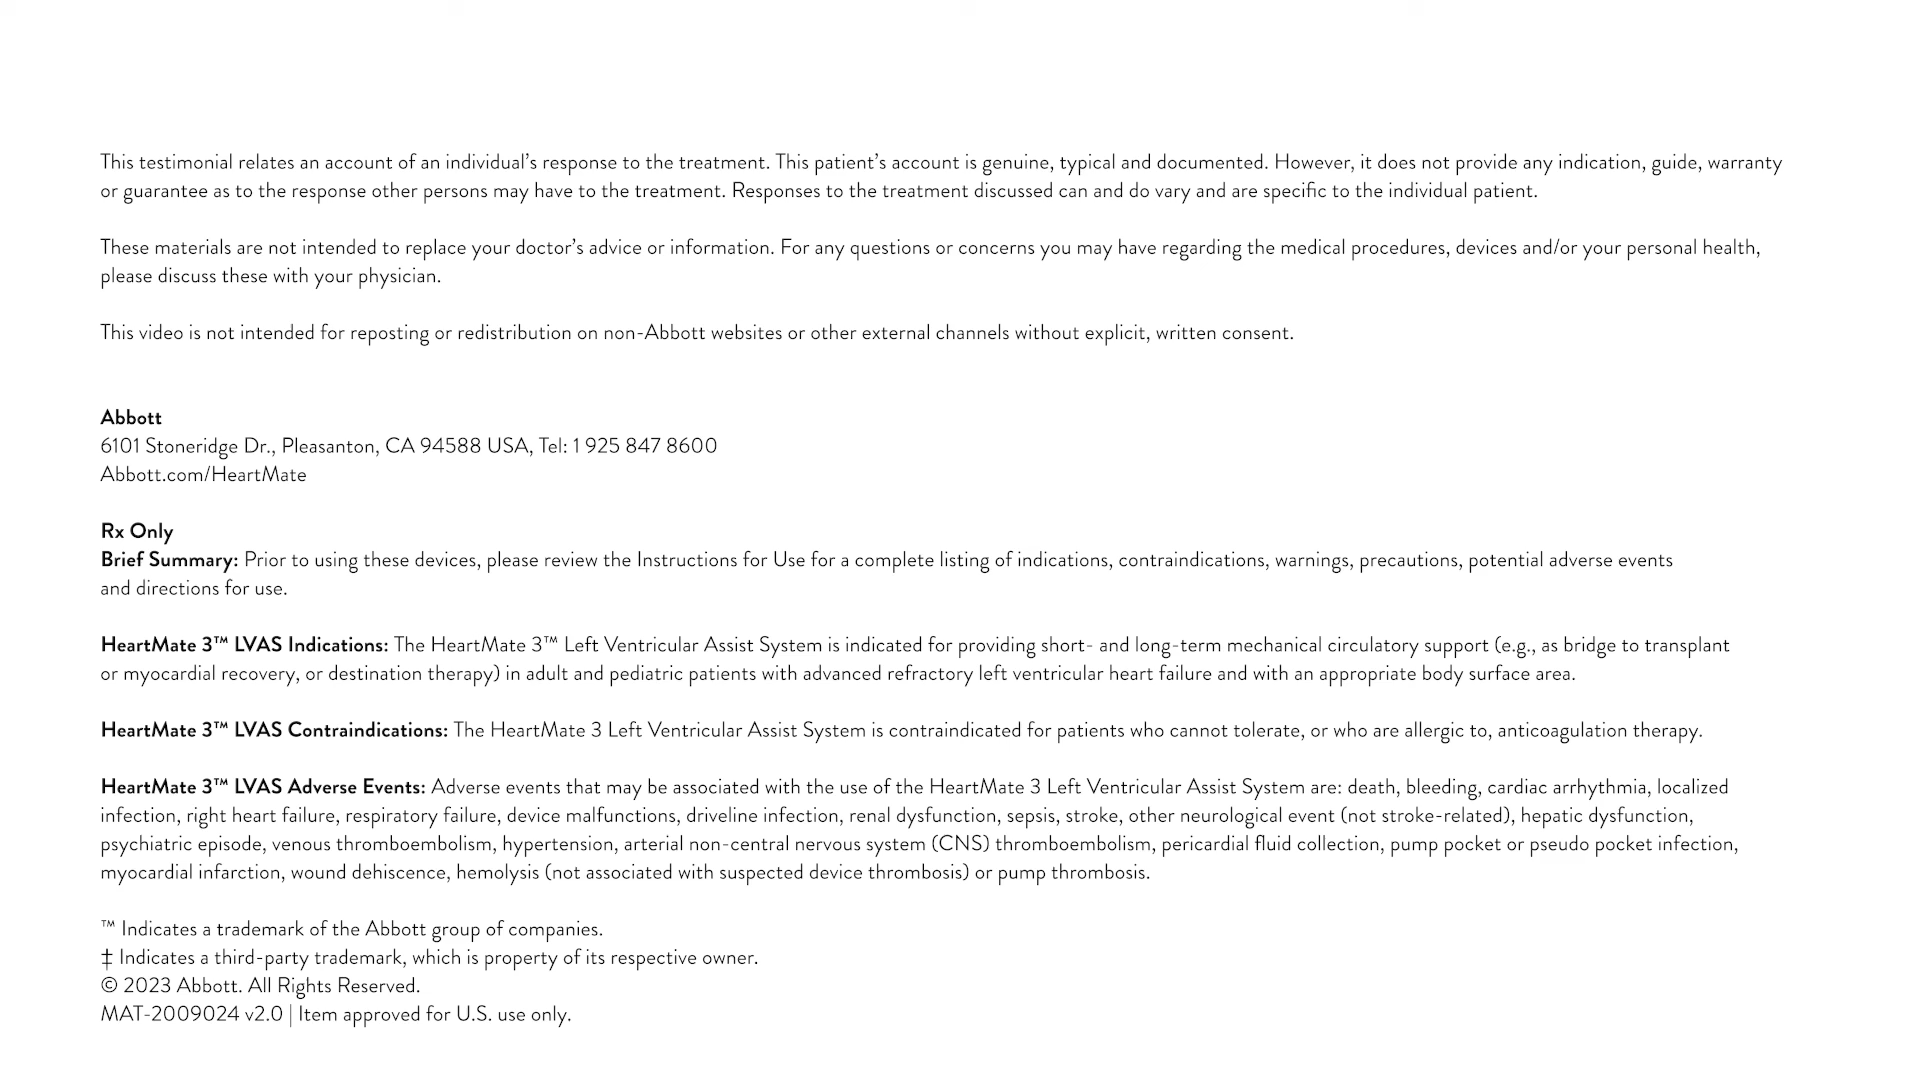 This testimonial relates an account of an individual's response to the treatment. This patient's account is genuine, typical and documented. However, it does not provide any indication, guide, warranty
or guarantee as to the response other persons may have to the treatment. Responses to the treatment discussed can and do vary and are specific to the individual patient.
These materials are not intended to replace your doctor's advice or information. For any questions or concerns you may have regarding the medical procedures, devices and/or your personal health,
please discuss these with your physician.
This video is not intended for reposting or redistribution on non-Abbott websites or other external channels without explicit, written consent.
Abbott
6101 Stoneridge Dr., Pleasanton, CA 94588 USA, Tel: 1 925 847 8600
Abbott.com/HeartMate
Rx Only
Brief Summary: Prior to using these devices, please review the Instructions for Use for a complete listing of indications, contraindications, warnings, precautions, potential adverse events
and directions for use.
HeartMate 3™ LVAS Indications: The HeartMate 3™ Left Ventricular Assist System is indicated for providing short- and long-term mechanical circulatory support (e.g., as bridge to transplant
or myocardial recovery, or destination therapy) in adult and pediatric patients with advanced refractory left ventricular heart failure and with an appropriate body surface area.
HeartMate 3™ LVAS Contraindications: The HeartMate 3 Left Ventricular Assist System is contraindicated for patients who cannot tolerate, or who are allergic to, anticoagulation therapy.
HeartMate 3™ LVAS Adverse Events: Adverse events that may be associated with the use of the HeartMate 3 Left Ventricular Assist System are: death, bleeding, cardiac arrhythmia, localized
infection, right heart failure, respiratory failure, device malfunctions, driveline infection, renal dysfunction, sepsis, stroke, other neurological event (not stroke-related), hepatic dysfunction,
psychiatric episode, venous thromboembolism, hypertension, arterial non-central nervous system (CNS) thromboembolism, pericardial fluid collection, pump pocket or pseudo pocket infection,
myocardial infarction, wound dehiscence, hemolysis (not associated with suspected device thrombosis) or pump thrombosis.
™ Indicates a trademark of the Abbott group of companies.
‡ Indicates a third-party trademark, which is property of its respective owner.
© 2023 Abbott. All Rights Reserved.
MAT-2009024 v2.0 | Item approved for U.S. use only.